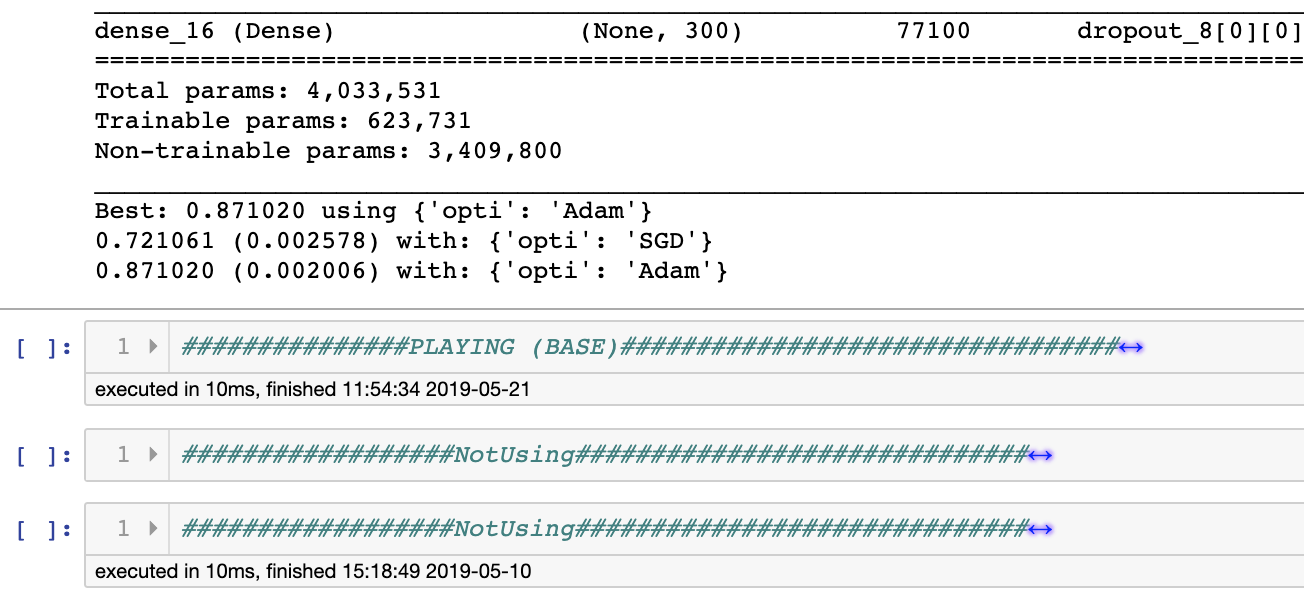 dense_16 (Dense) (None, 300) 77100 dropout_8[0][0]
================================================================================
Total params: 4,033,531
Trainable params: 623,731
Non-trainable params: 3,409,800
________________________________________________________________________________
Best: 0.871020 using {'opti': 'Adam'}
0.721061 (0.002578) with: {'opti': 'SGD'}
0.871020 (0.002006) with: {'opti': 'Adam'}
[ ]: 1 ###############PLAYING (BASE)#################################↔
executed in 10ms, finished 11:54:34 2019-05-21
[ ]: 1 ##################NotUsing##############################↔
[ ]: 1 ##################NotUsing##############################↔
executed in 10ms, finished 15:18:49 2019-05-10